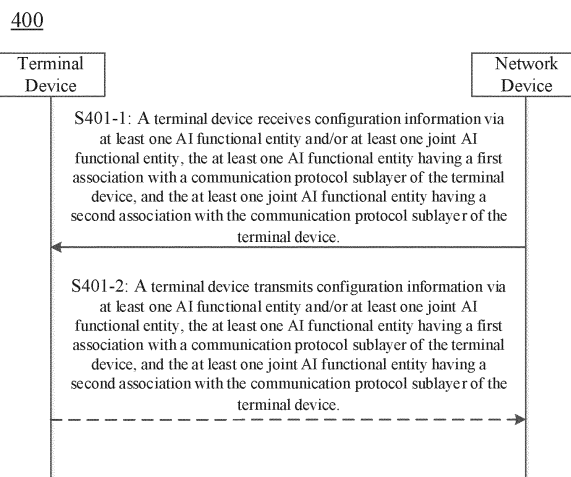 400
Terminal
Device
Network
Device
S401-1: A terminal device receives configuration information via
at least one AI functional entity and/or at least one joint AI
functional entity, the at least one AI functional entity having a first
association with a communication protocol sublayer of the terminal
device, and the at least one joint AI functional entity having a
second association with the communication protocol sublayer of the
terminal device.
S401-2: A terminal device transmits configuration information via
at least one AI functional entity and/or at least one joint AI
functional entity, the at least one AI functional entity having a first
association with a communication protocol sublayer of the terminal
device, and the at least one joint AI functional entity having a
second association with the communication protocol sublayer of the
terminal device.